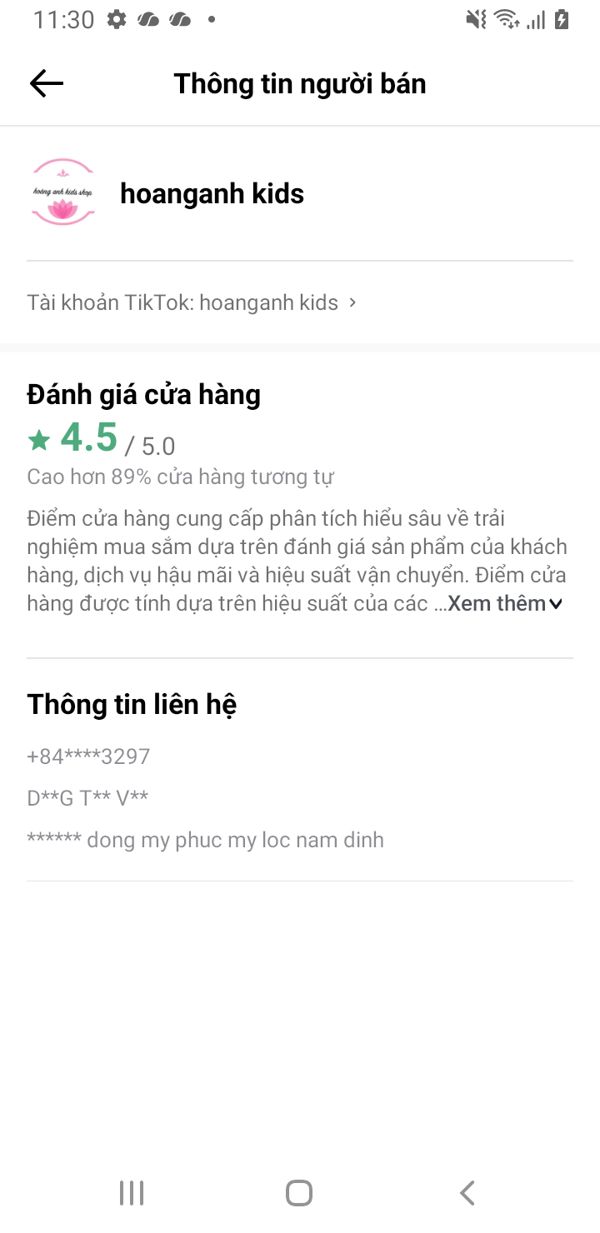 11:30
Thông tin người bán
hoàng anh kids shop
hoanganh kids
Tài khoản TikTok: hoanganh kids
Đánh giá cửa hàng
4.5 / 5.0
Cao hơn 89% cửa hàng tương tự
Điểm cửa hàng cung cấp phân tích hiểu sâu về trải
nghiệm mua sắm dựa trên đánh giá sản phẩm của khách
hàng, dịch vụ hậu mãi và hiệu suất vận chuyển. Điểm cửa
hàng được tính dựa trên hiệu suất của các ...Xem thêm
Thông tin liên hệ
+84****3297
D**G T** V**
****** dong my phuc my loc nam dinh